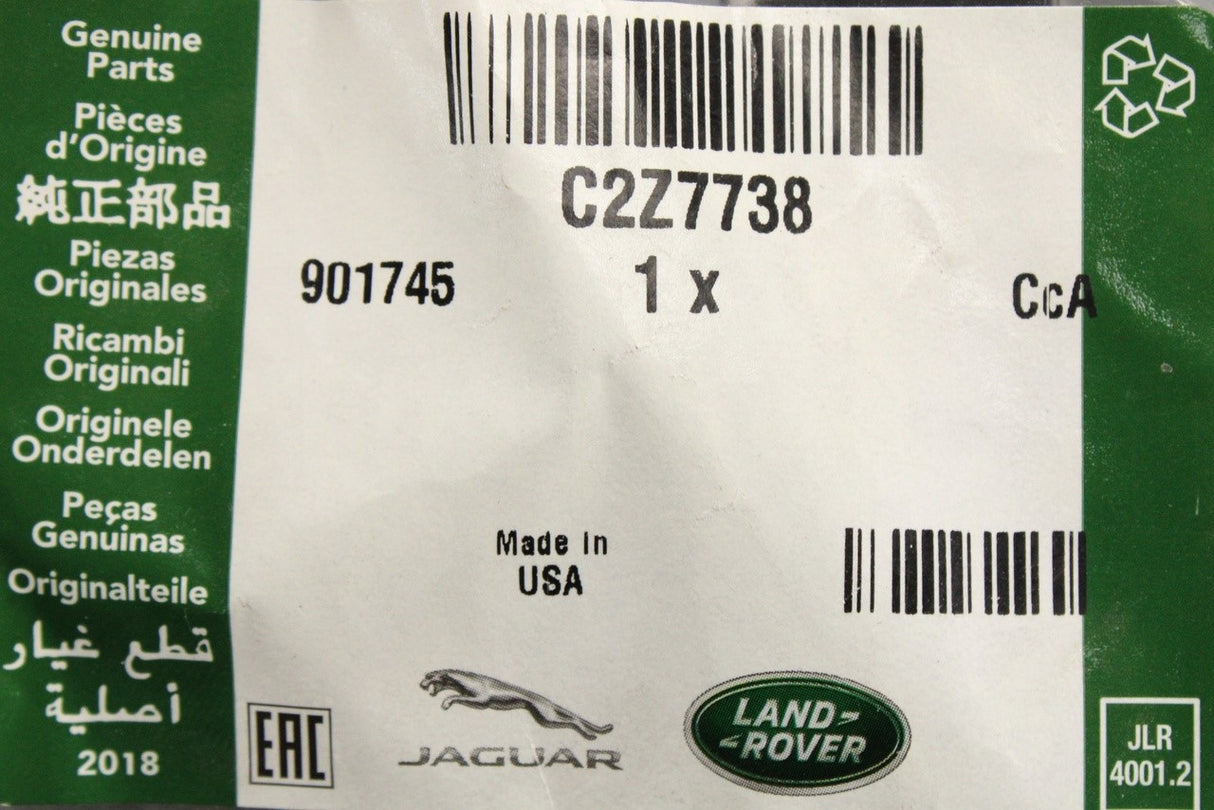 Genuine
Parts
Pièces
d'Origine
純正部品
Piezas
Originales
Ricambi
Originali
Originele
Onderdelen
Peças
Genuinas
Originalteile
قطع غيار
أصلية
2018
C2Z7738
901745 1 x CcA
Made in
USA
EAC
JAGUAR
LAND-
-ROVER
JLR
4001.2